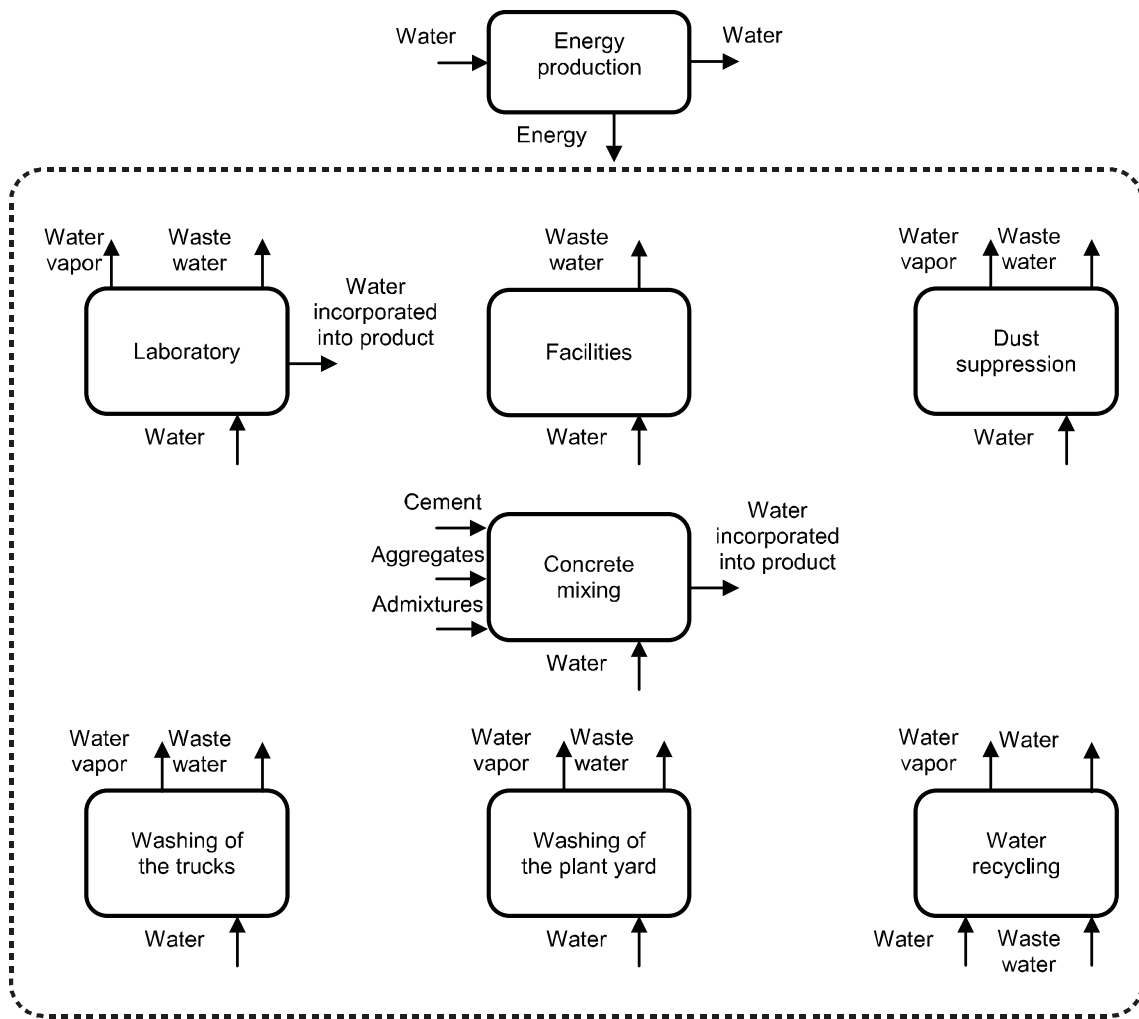 Water
Energy
production
Water
Energy
Water
vapor
Waste
water
Water
incorporated
into product
Laboratory
Water
Waste
water
Facilities
Water
Water
vapor
Waste
water
Dust
suppression
Water
Cement
Aggregates
Admixtures
Concrete
mixing
Water
incorporated
into product
Water
Water
vapor
Waste
water
Washing of
the trucks
Water
Water
vapor
Waste
water
Washing of
the plant yard
Water
Water
vapor
Water
Water
recycling
Water
Waste
water